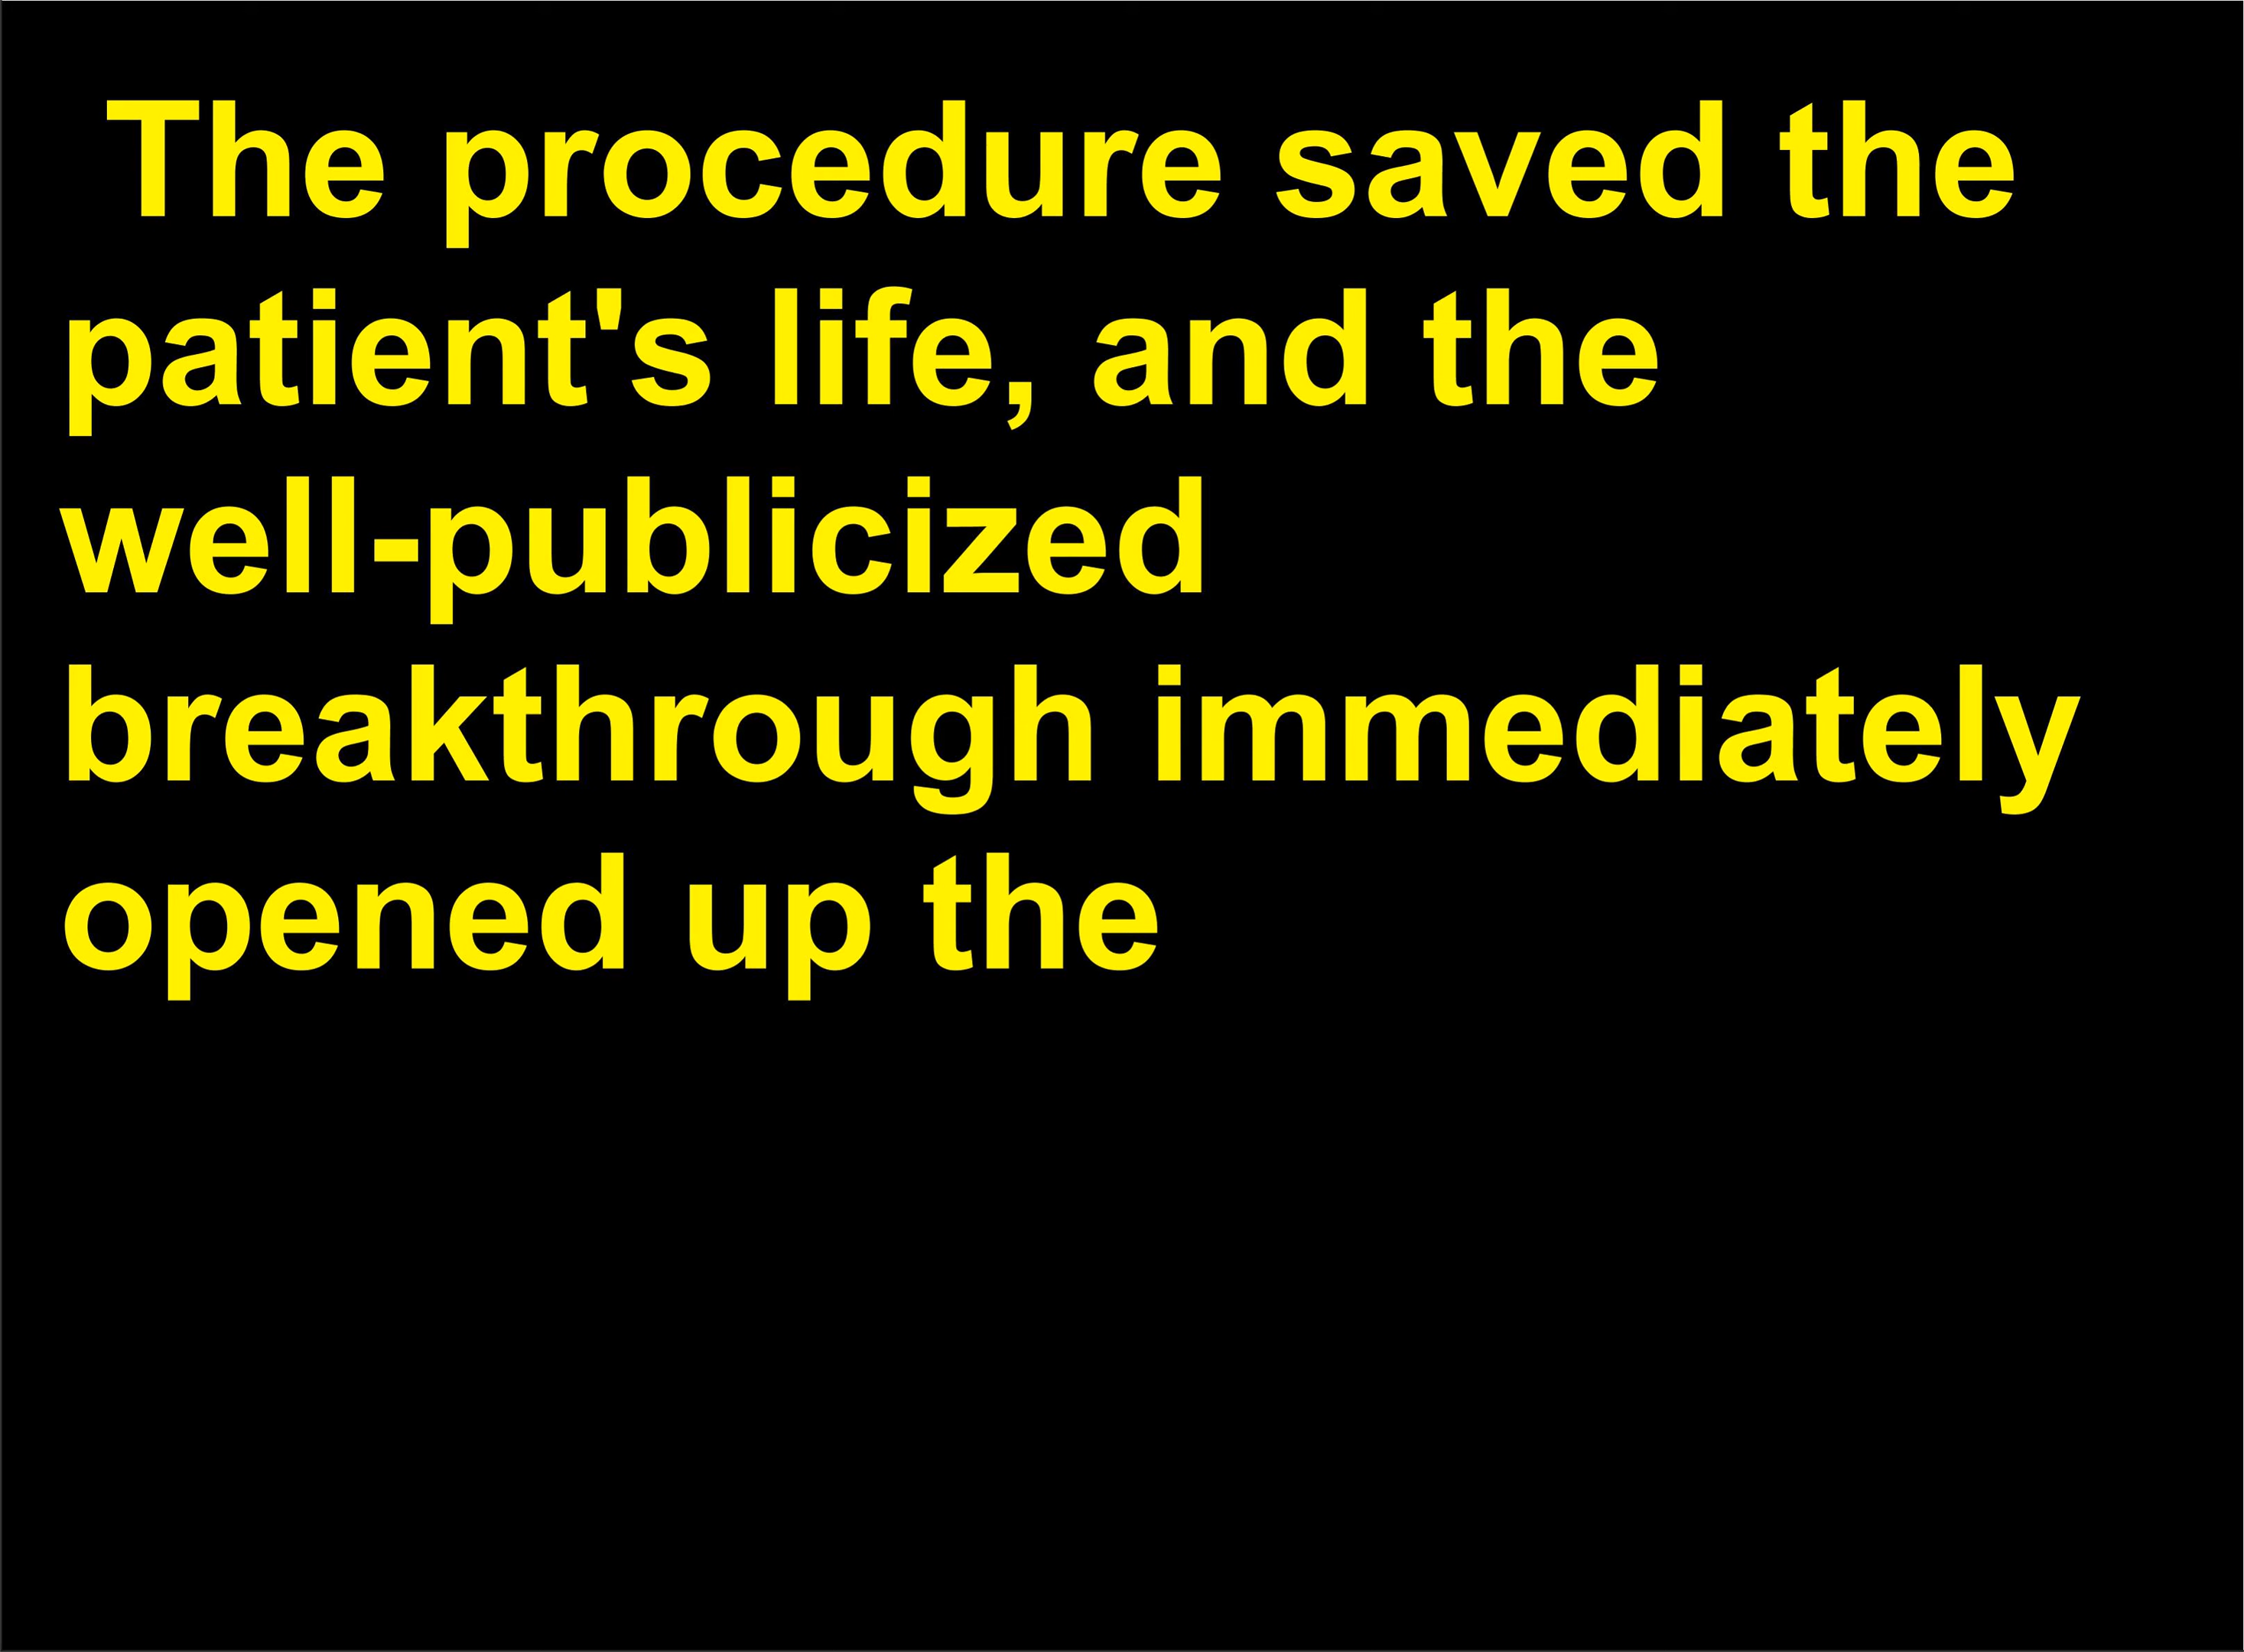 The procedure saved the
patient's life, and the
well-publicized
breakthrough immediately
opened up the